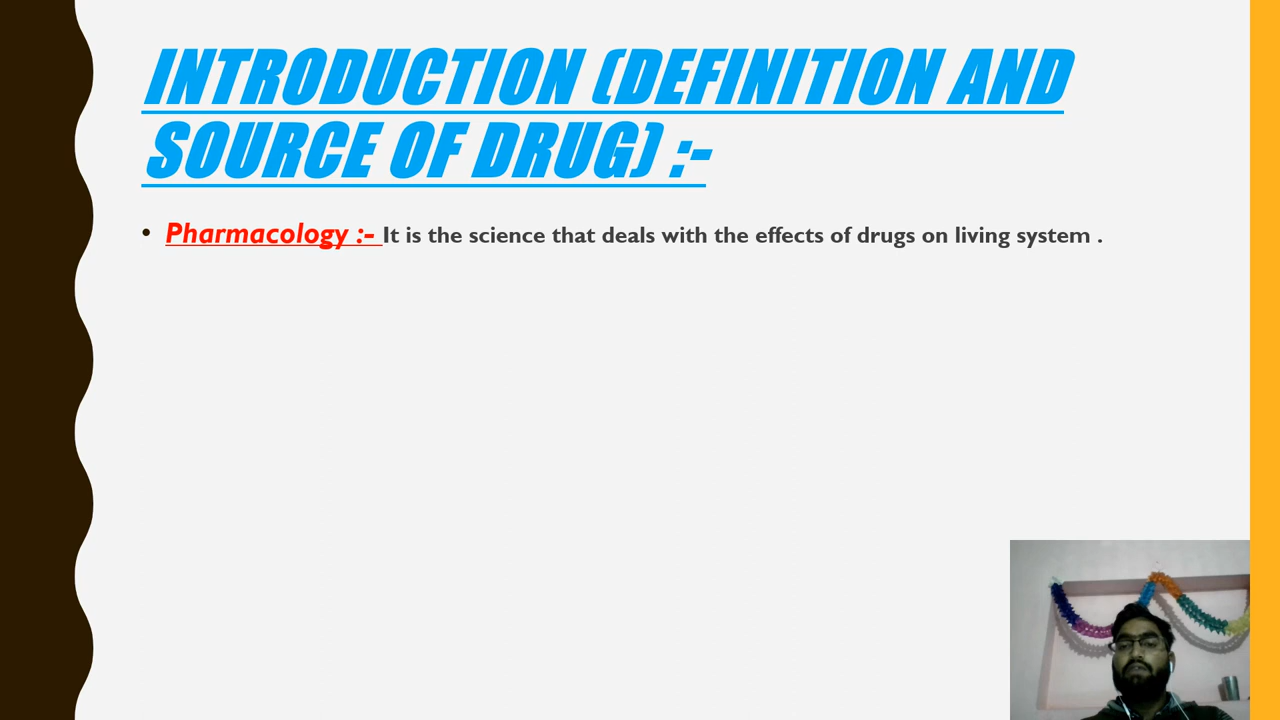 INTRODUCTION (DEFINITION AND
SOURCE OF DRUG) :-
• Pharmacology :- It is the science that deals with the effects of drugs on living system .